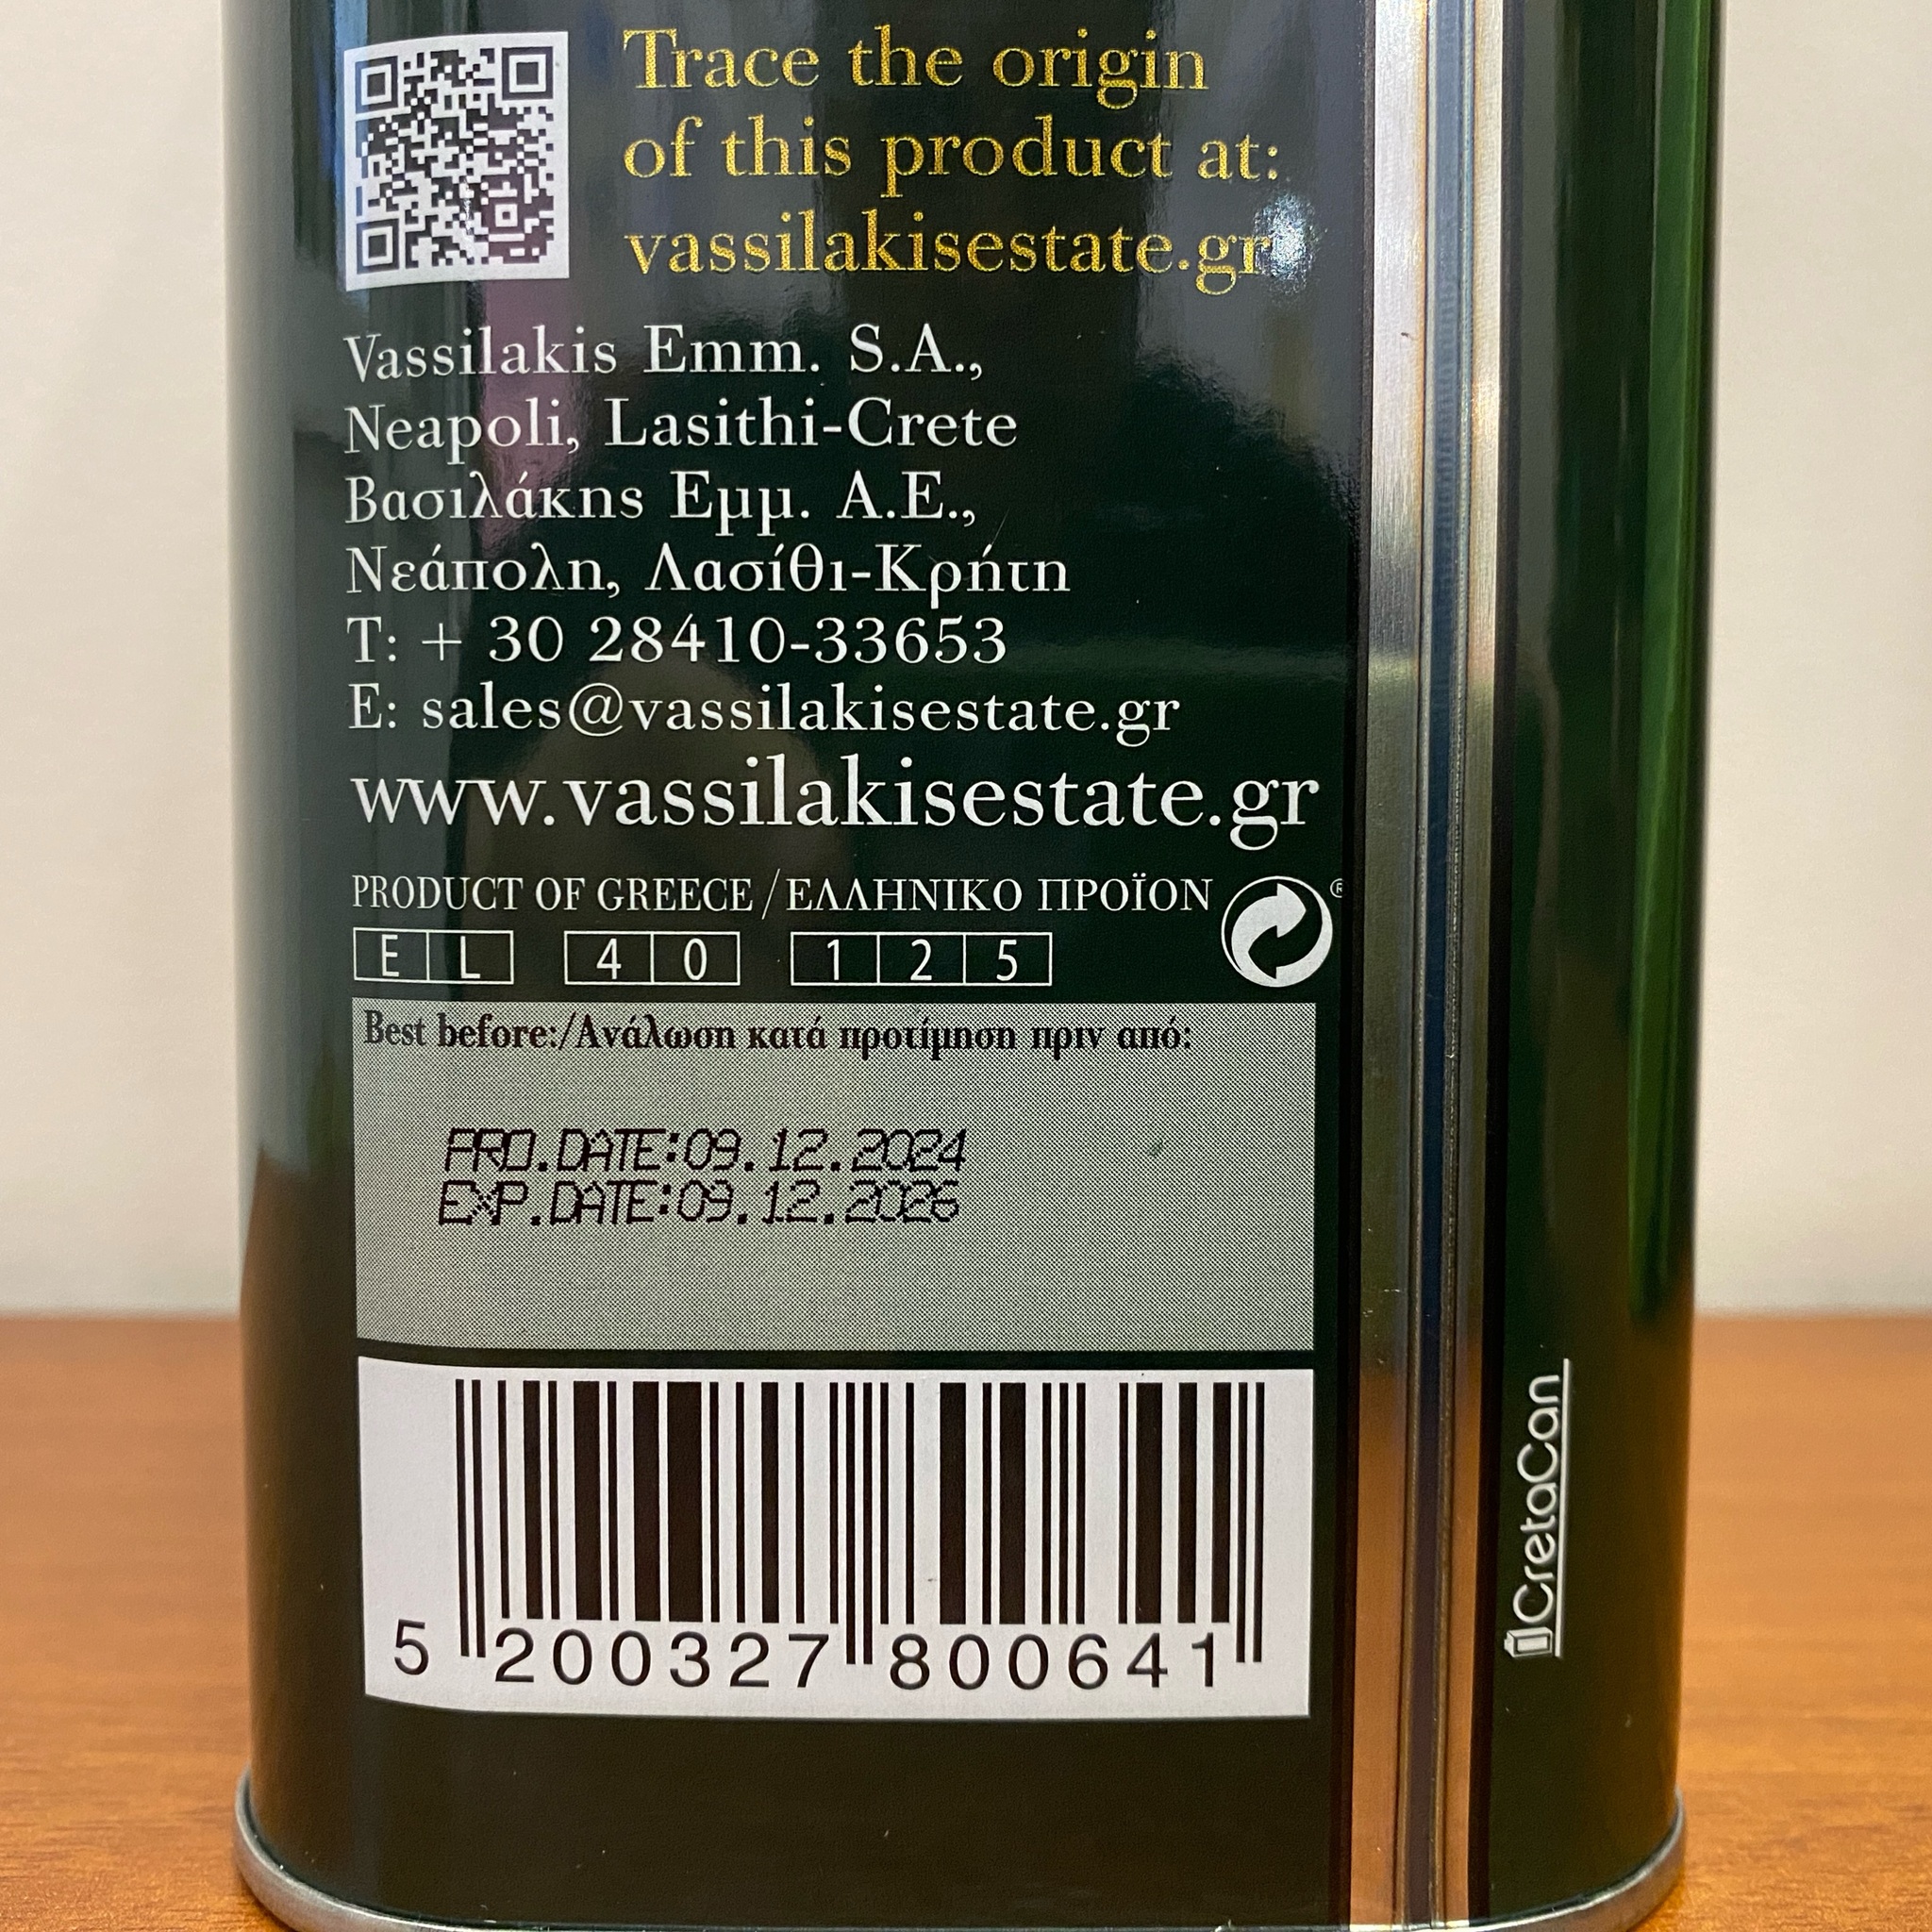 Trace the origin
of this product at:
vassilakisestate.gr
Vassilakis Emm. S.A.,
Neapoli, Lasithi-Crete
Βασιλάκης Εμμ. Α.Ε.,
Νεάπολη, Λασίθι-Κρήτη
T: + 30 28410-33653
E: sales@vassilakisestate.gr
www.vassilakisestate.gr
PRODUCT OF GREECE / ΕΛΛΗΝΙΚΟ ΠΡΟΪΟΝ ®
EL 40 125
Best before:/Ανάλωση κατά προτίμηση πριν από:
PRO.DATE:09.12.2024
EXP.DATE:09.12.2026
5 200327 800641
CretaCan